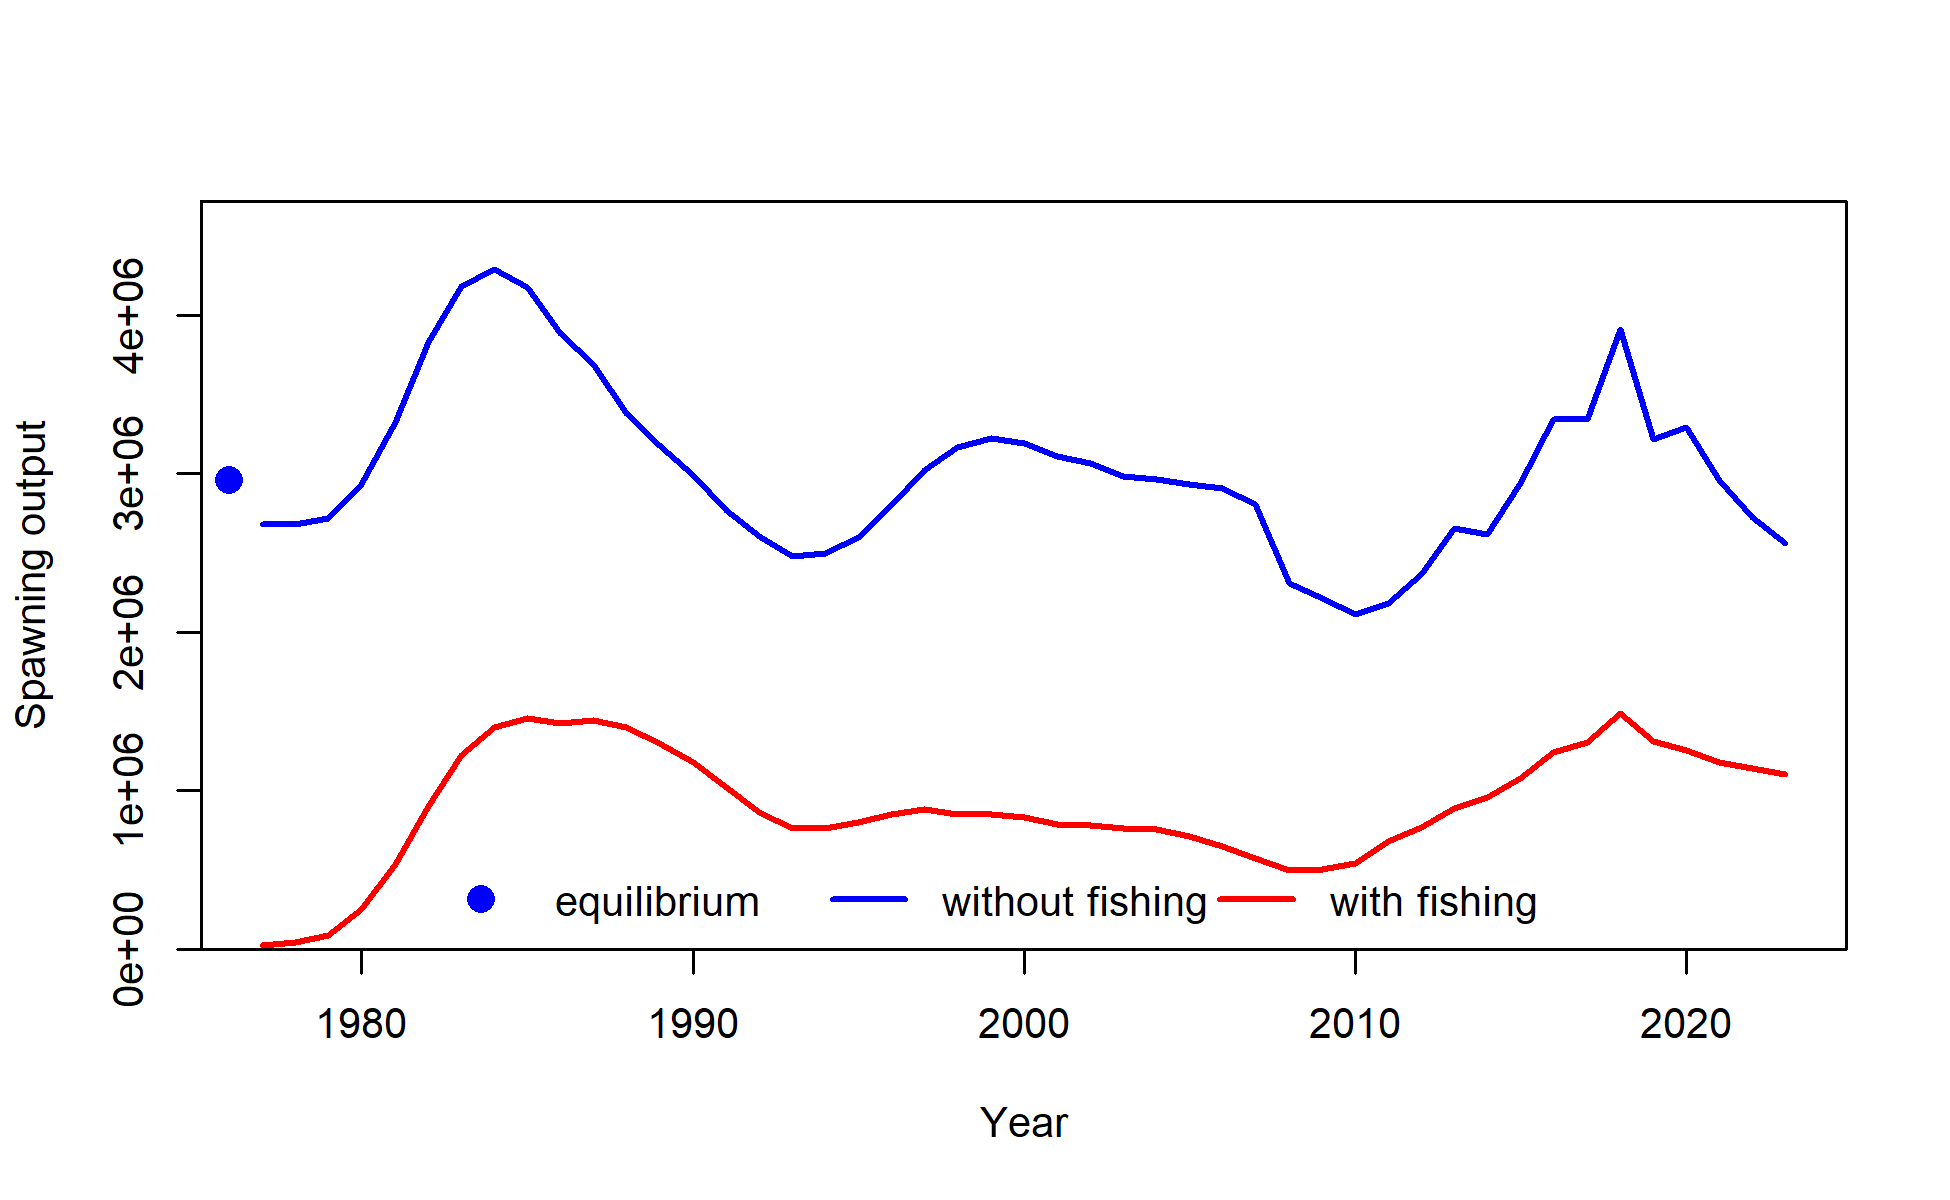 4e+06
3e+06
2e+06
1e+06
0e+00
Spawning output
equilibrium without fishing with fishing
1980 1990 2000 2010 2020
Year